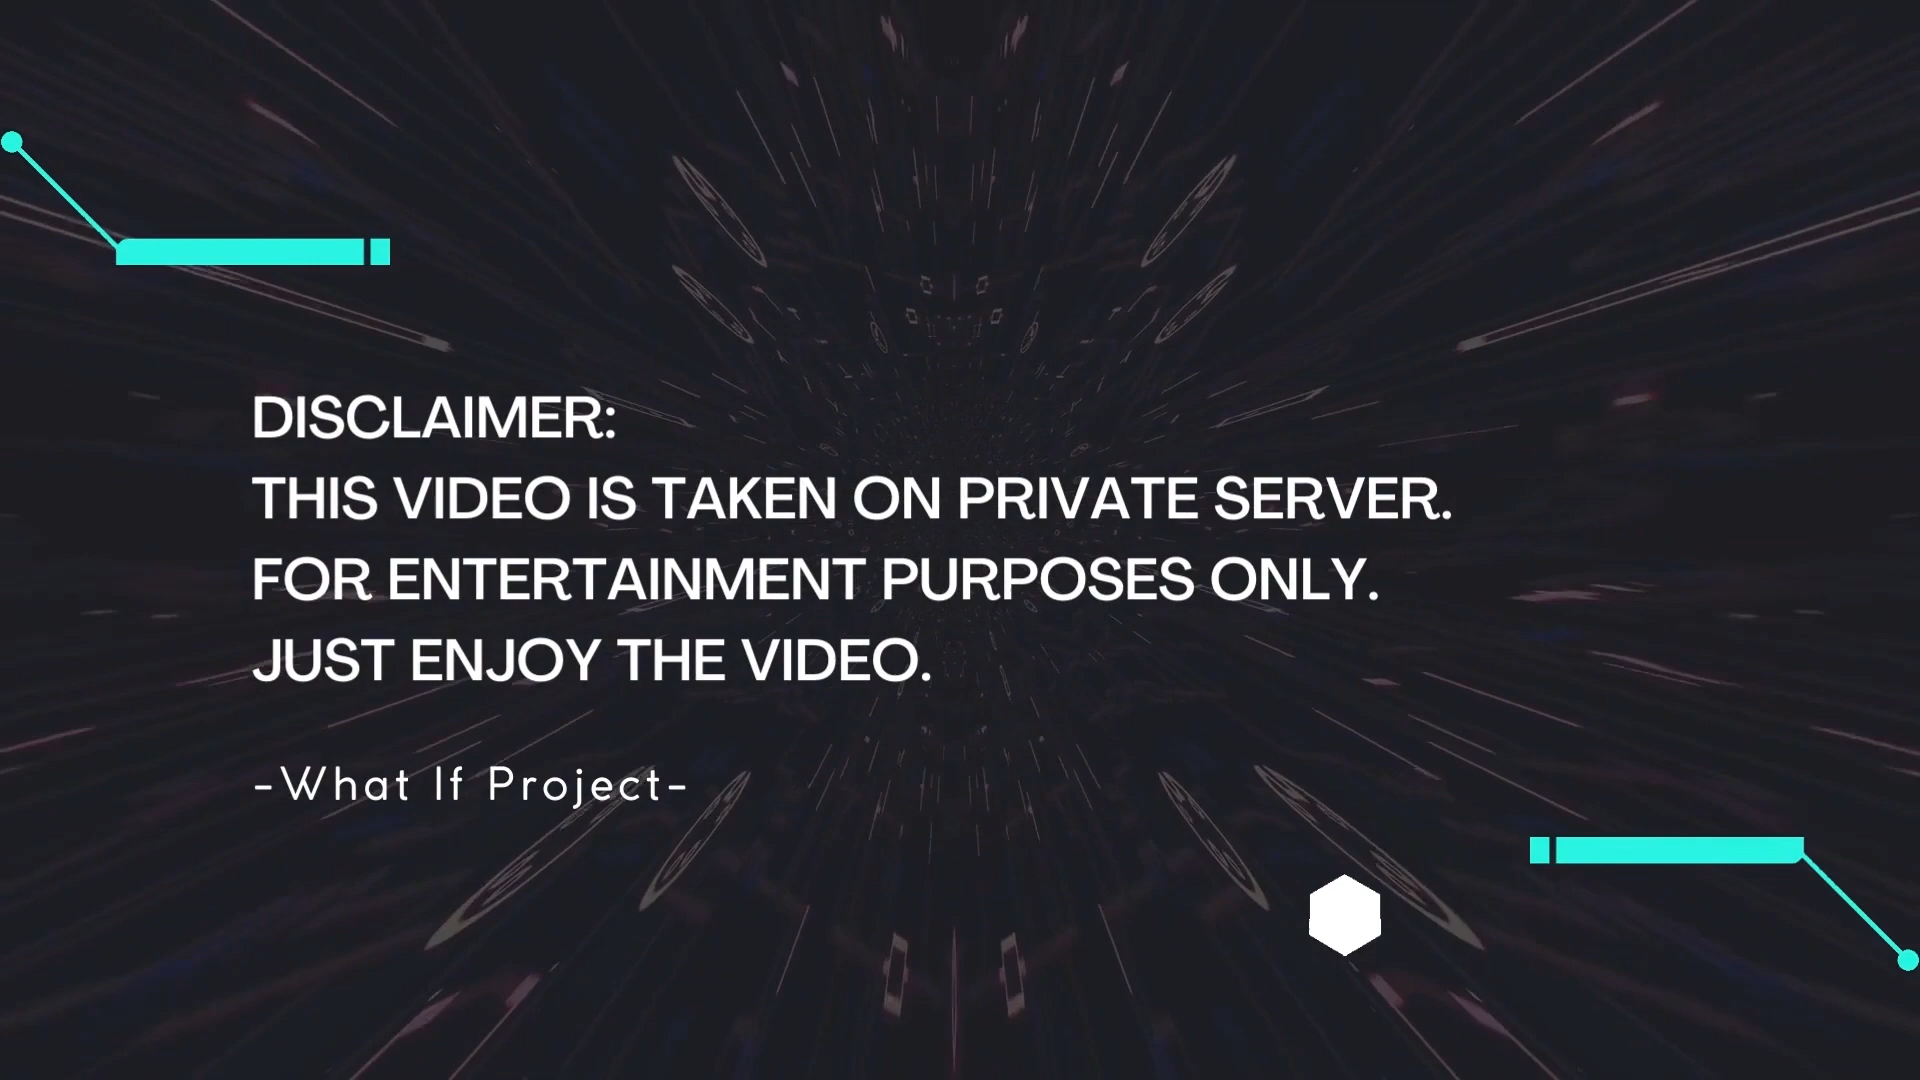 DISCLAIMER:
THIS VIDEO IS TAKEN ON PRIVATE SERVER.
FOR ENTERTAINMENT PURPOSES ONLY.
JUST ENJOY THE VIDEO.
-What If Project-